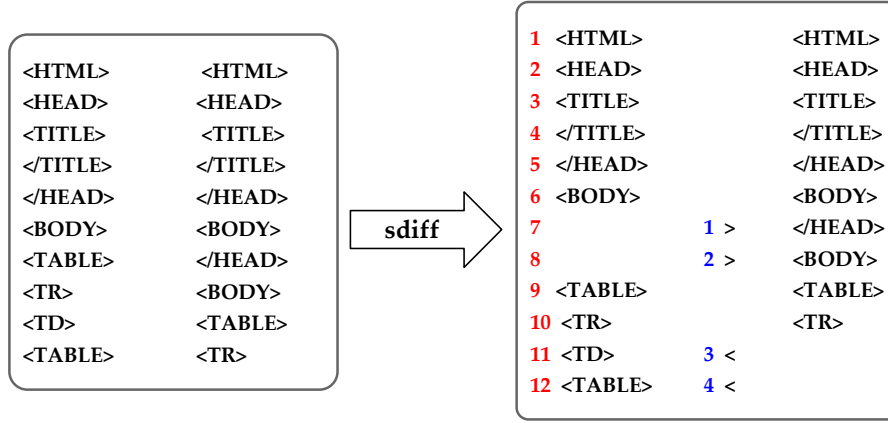 <HTML> <HTML>
<HEAD> <HEAD>
<TITLE> <TITLE>
</TITLE> </TITLE>
</HEAD> </HEAD>
<BODY> <BODY>
<TABLE> </HEAD>
<TR> <BODY>
<TD> <TABLE>
<TABLE> <TR>
sdiff
1 <HTML> <HTML>
2 <HEAD> <HEAD>
3 <TITLE> <TITLE>
4 </TITLE> </TITLE>
5 </HEAD> </HEAD>
6 <BODY> <BODY>
7 1 > </HEAD>
8 2 > <BODY>
9 <TABLE> <TABLE>
10 <TR> <TR>
11 <TD> 3 <
12 <TABLE> 4 <